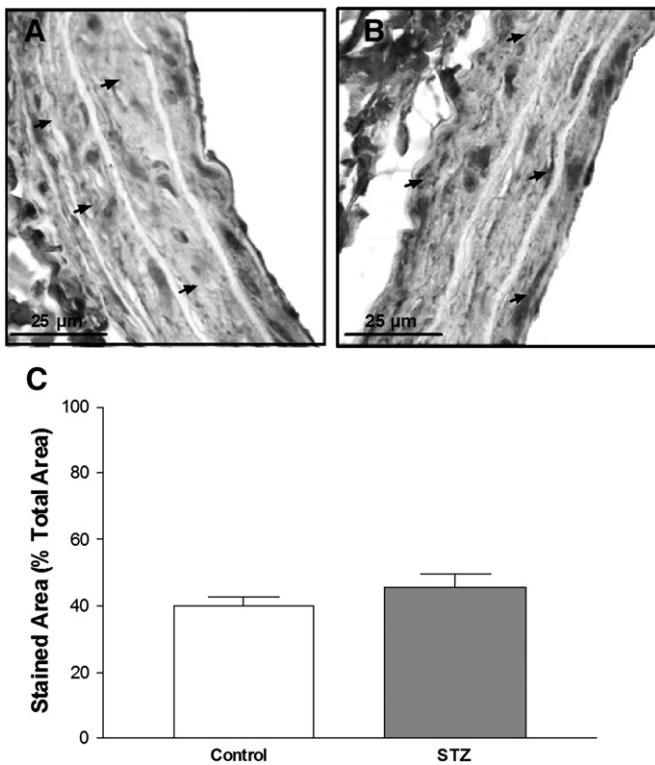 A
B
25 µm
25 µm
C
Stained Area (% Total Area)
100
80
60
40
20
0
Control
STZ